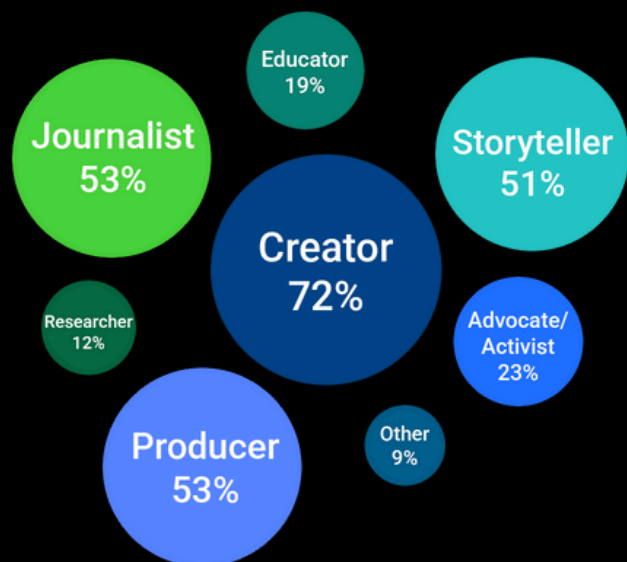 Educator
19%
Journalist
53%
Storyteller
51%
Creator
72%
Researcher
12%
Advocate/
Activist
23%
Producer
53%
Other
9%